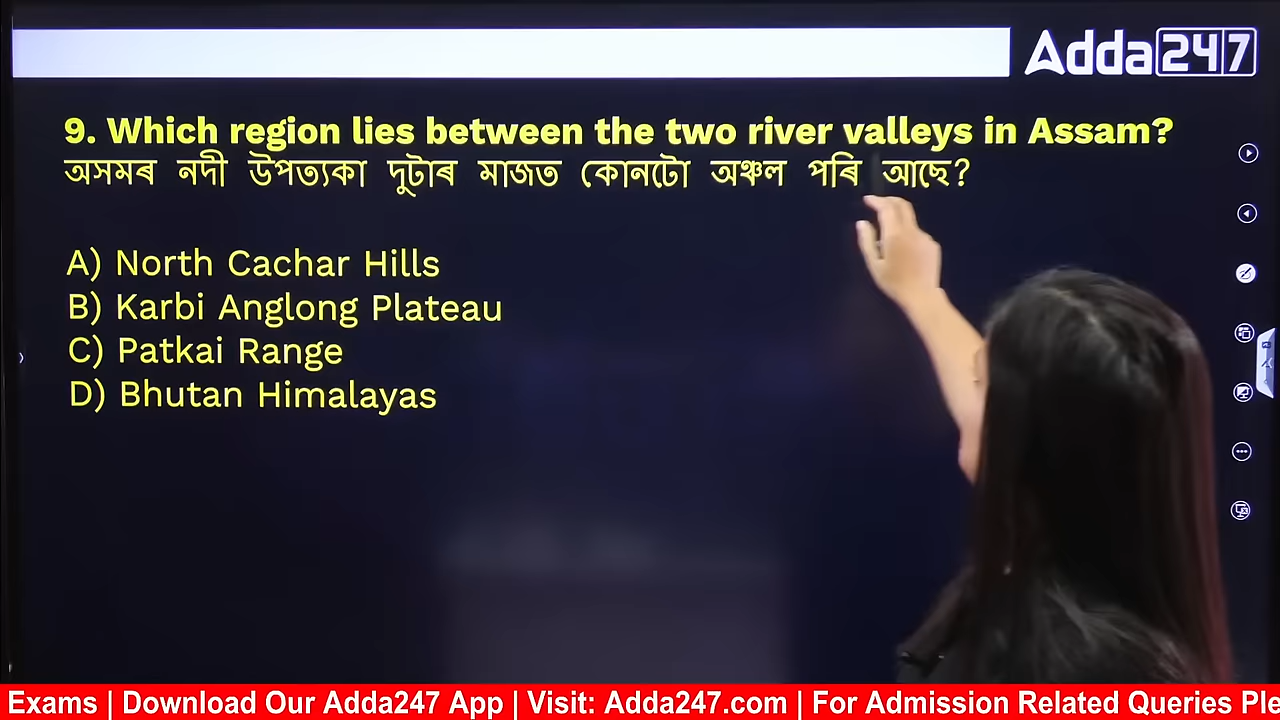 Adda247
9. Which region lies between the two river valleys in Assam?
অসমৰ নদী উপত্যকা দুটাৰ মাজত কোনটো অঞ্চল পৰি আছে?
A) North Cachar Hills
B) Karbi Anglong Plateau
C) Patkai Range
D) Bhutan Himalayas
Exams | Download Our Adda247 App | Visit: Adda247.com | For Admission Related Queries Ple